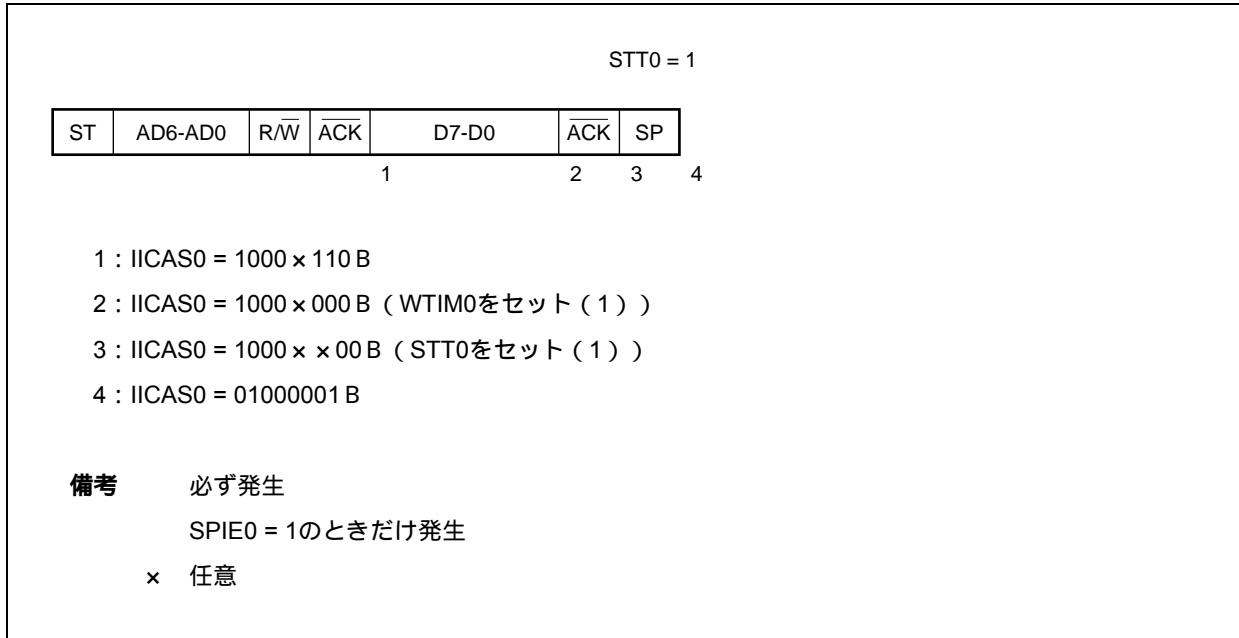 STT0 = 1
ST AD6-AD0 R/W̅ A̅C̅K̅ D7-D0 A̅C̅K̅ SP
1 2 3 4
1：IICAS0 = 1000×110 B
2：IICAS0 = 1000×000 B（WTIM0をセット（1））
3：IICAS0 = 1000××00 B（STT0をセット（1））
4：IICAS0 = 01000001 B
備考 必ず発生
SPIE0 = 1のときだけ発生
× 任意